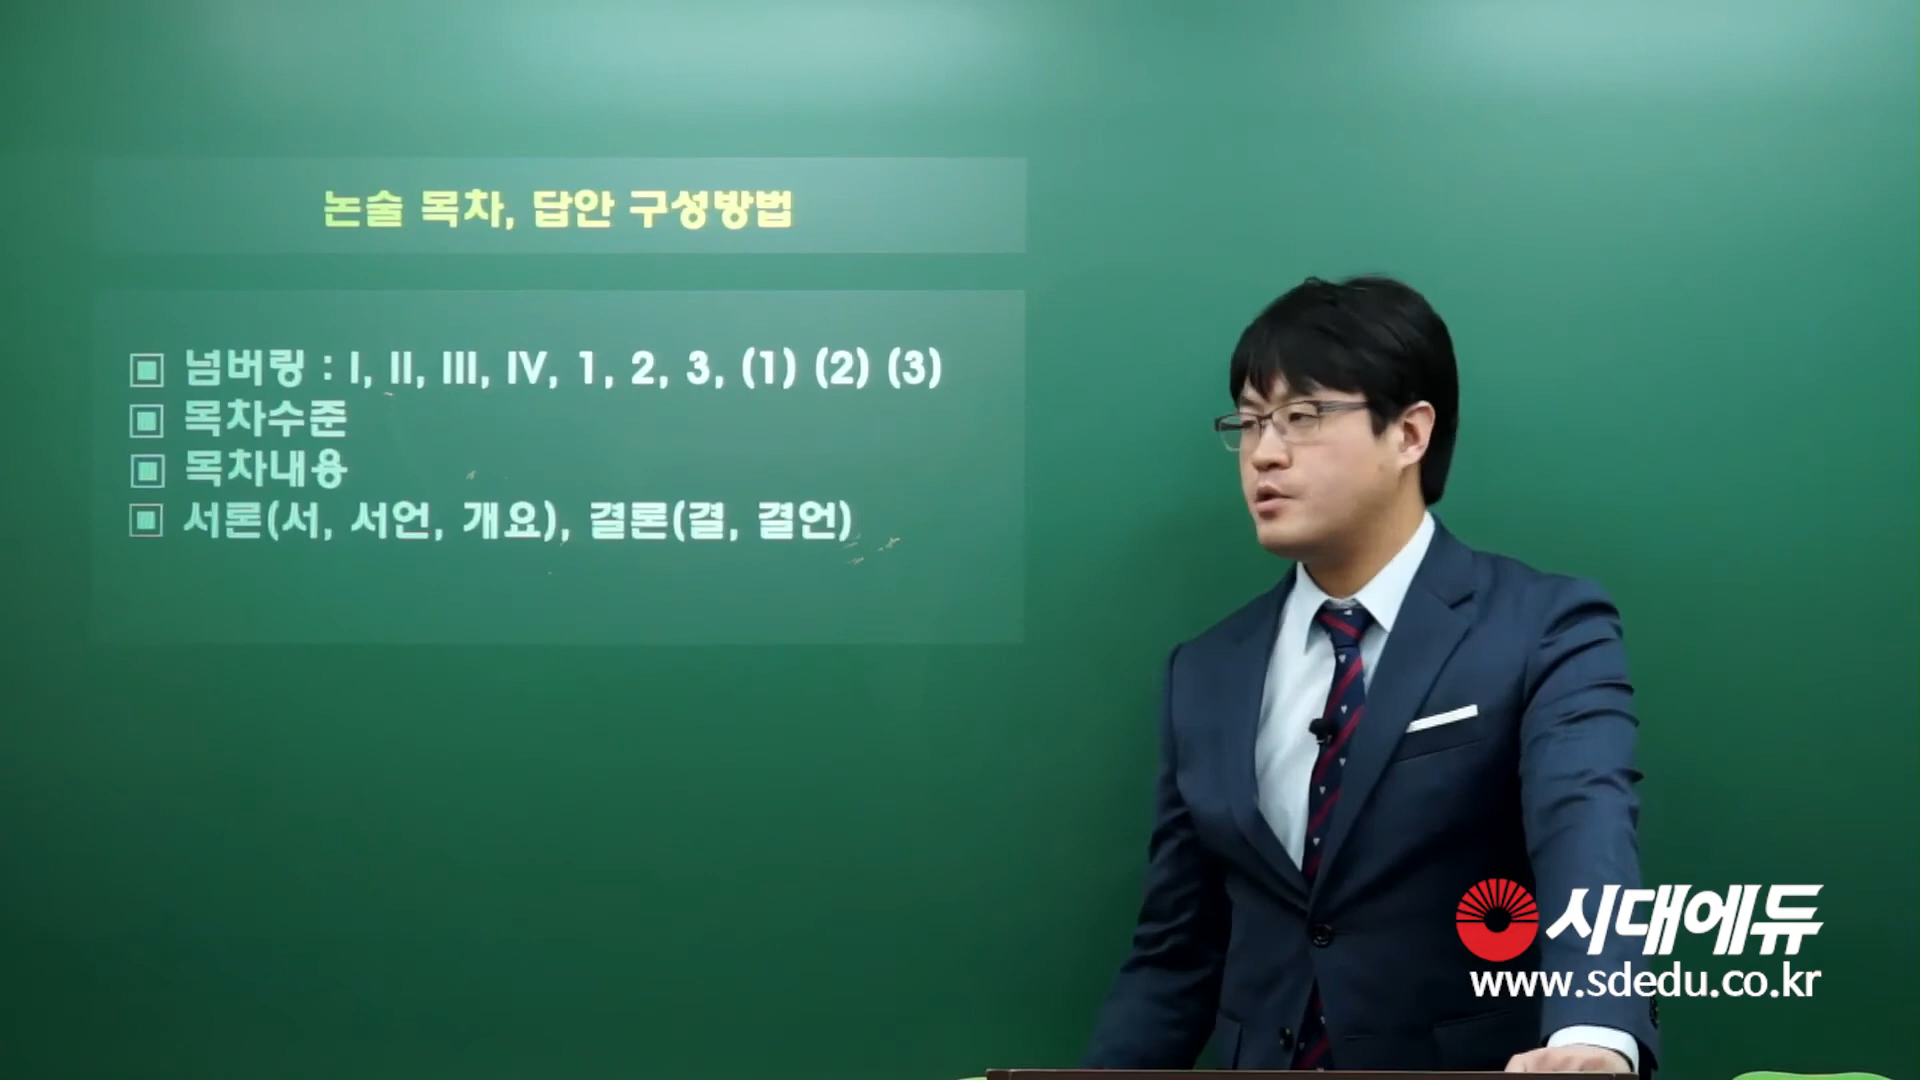 논술 목차, 답안 구성방법
▣ 넘버링 : I, II, III, IV, 1, 2, 3, (1) (2) (3)
▣ 목차수준
▣ 목차내용
▣ 서론(서, 서언, 개요), 결론(결, 결언)
시대에듀
www.sdedu.co.kr